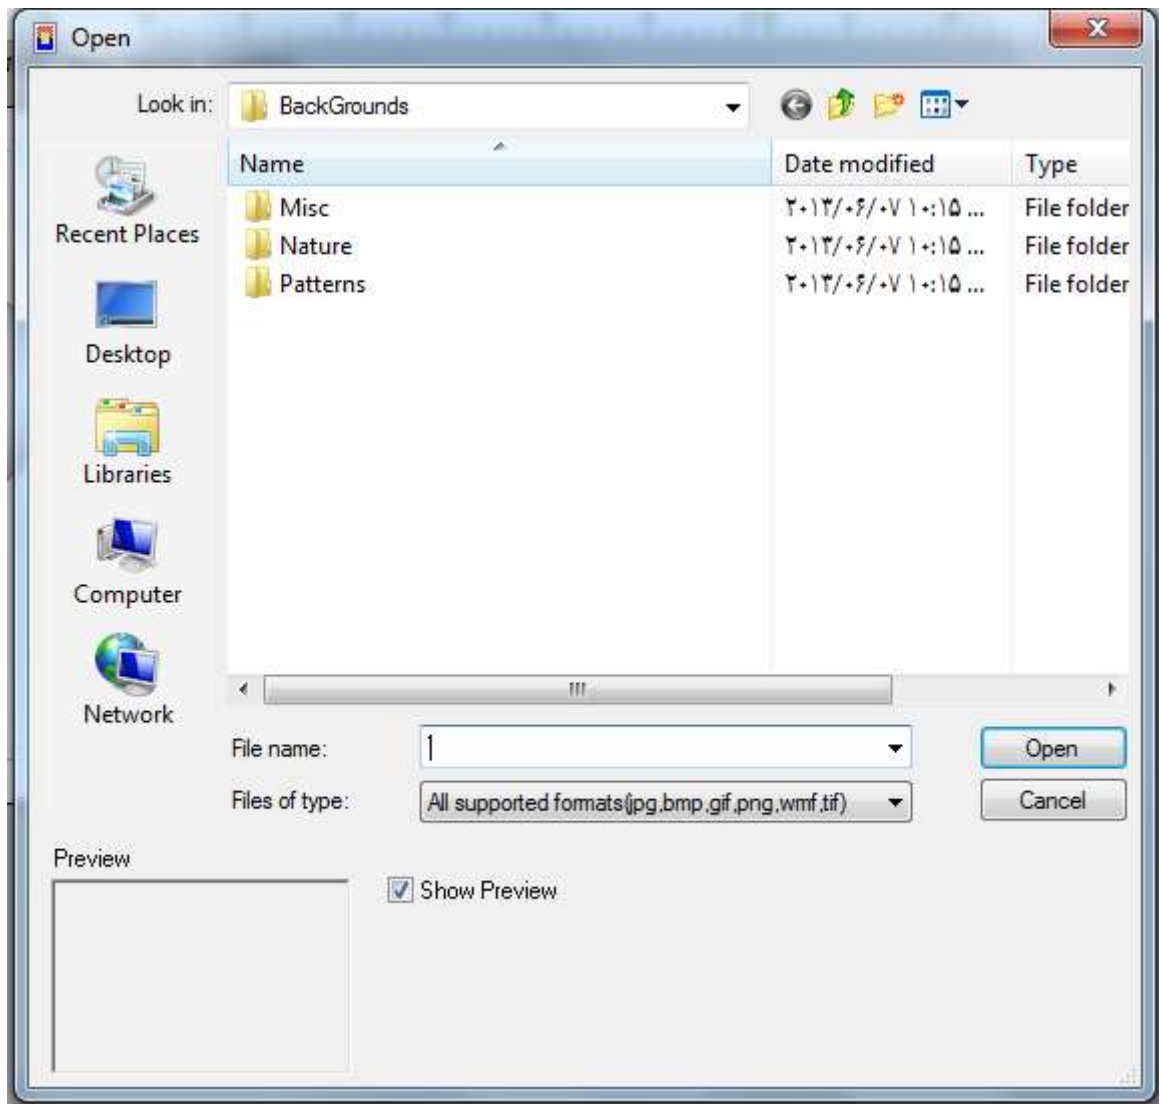 Open
Look in: BackGrounds
Name Date modified Type
Misc ۲۰۱۳/۰۶/۰۷ ۱۰:۱۵ ... File folder
Nature ۲۰۱۳/۰۶/۰۷ ۱۰:۱۵ ... File folder
Patterns ۲۰۱۳/۰۶/۰۷ ۱۰:۱۵ ... File folder
Recent Places
Desktop
Libraries
Computer
Network
File name: Open
Files of type: All supported formats(jpg,bmp,gif,png,wmf,tif) Cancel
Preview
Show Preview